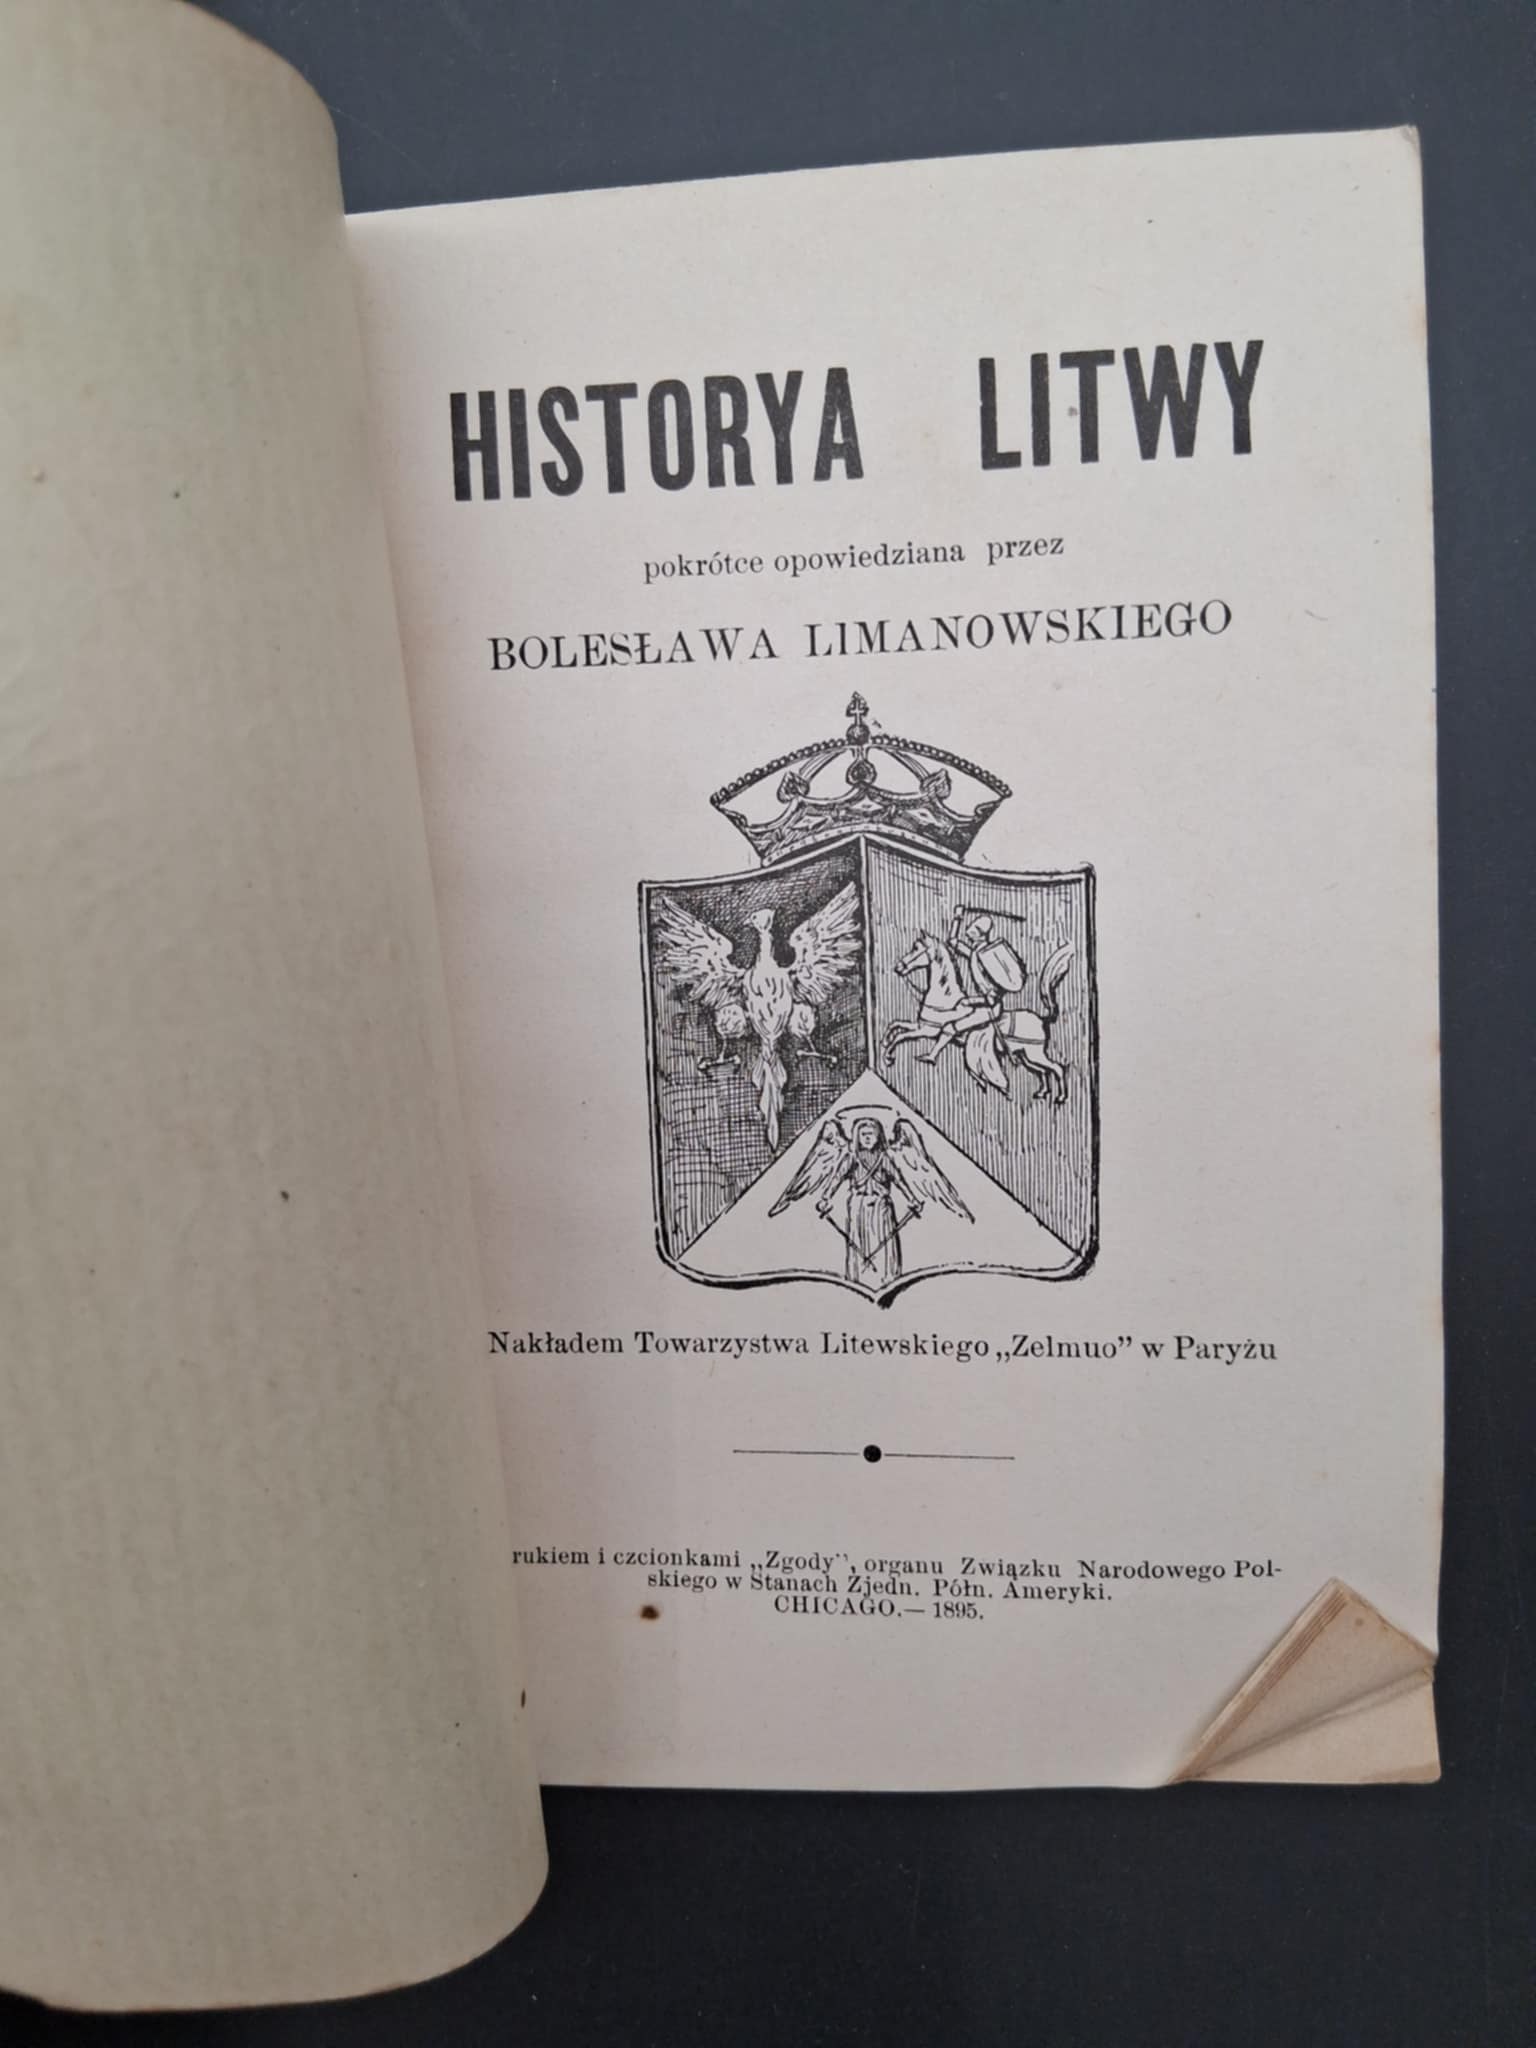 HISTORYA LITWY
pokrótce opowiedziana przez
BOLESŁAWA LIMANOWSKIEGO
Nakładem Towarzystwa Litewskiego „Zelmuo” w Paryżu
rukiem i czcionkami „Zgody”, organu Związku Narodowego Pol-
skiego w Stanach Zjedn. Półn. Ameryki.
CHICAGO.— 1895.